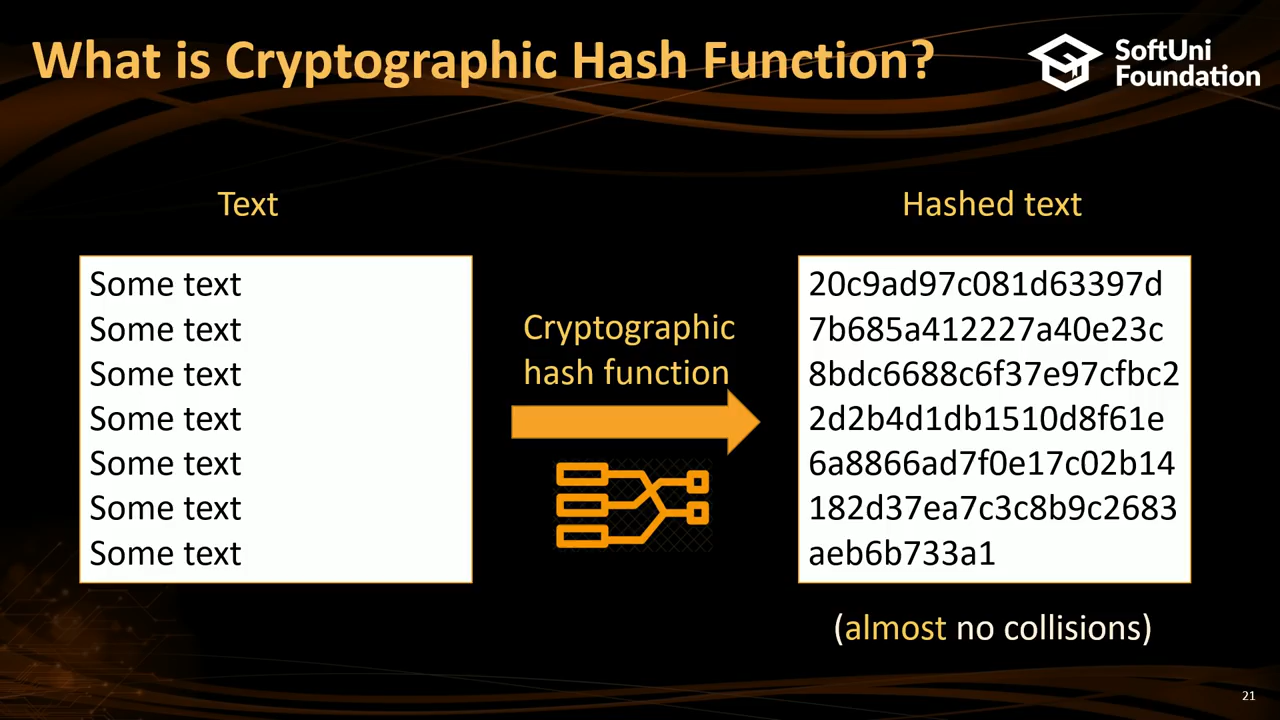 What is Cryptographic Hash Function?
SoftUni
Foundation
Text
Hashed text
Some text
Some text
Some text
Some text
Some text
Some text
Some text
Cryptographic
hash function
20c9ad97c081d63397d
7b685a412227a40e23c
8bdc6688c6f37e97cfbc2
2d2b4d1db1510d8f61e
6a8866ad7f0e17c02b14
182d37ea7c3c8b9c2683
aeb6b733a1
(almost no collisions)
21